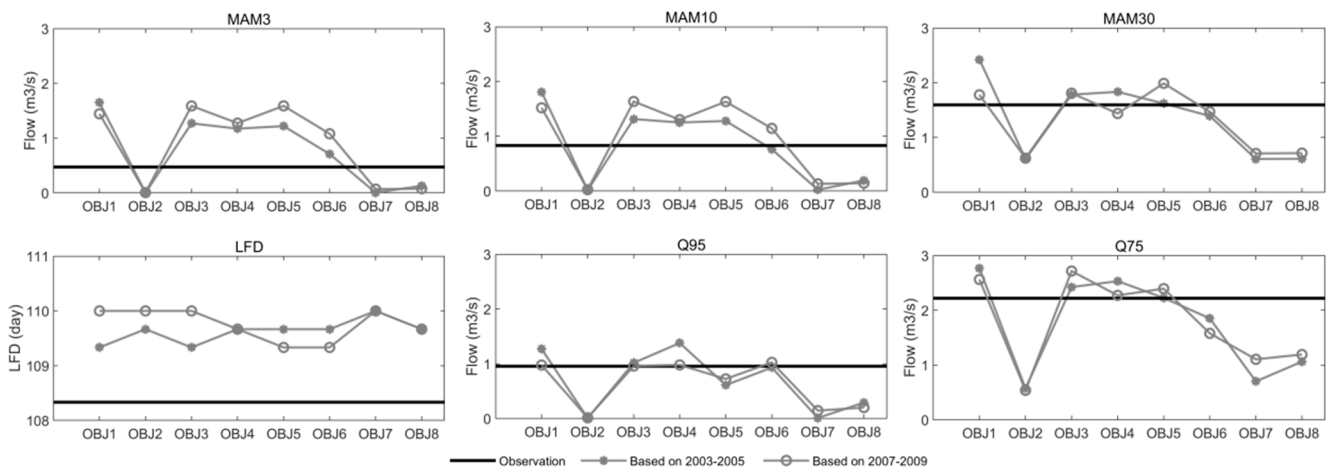 MAM3
3
2
1
0
Flow (m3/s)
OBJ1 OBJ2 OBJ3 OBJ4 OBJ5 OBJ6 OBJ7 OBJ8
MAM10
3
2
1
0
Flow (m3/s)
OBJ1 OBJ2 OBJ3 OBJ4 OBJ5 OBJ6 OBJ7 OBJ8
MAM30
3
2
1
0
Flow (m3/s)
OBJ1 OBJ2 OBJ3 OBJ4 OBJ5 OBJ6 OBJ7 OBJ8
LFD
111
110
109
108
LFD (day)
OBJ1 OBJ2 OBJ3 OBJ4 OBJ5 OBJ6 OBJ7 OBJ8
Q95
3
2
1
0
Flow (m3/s)
OBJ1 OBJ2 OBJ3 OBJ4 OBJ5 OBJ6 OBJ7 OBJ8
Q75
3
2
1
0
Flow (m3/s)
OBJ1 OBJ2 OBJ3 OBJ4 OBJ5 OBJ6 OBJ7 OBJ8
Observation Based on 2003-2005 Based on 2007-2009